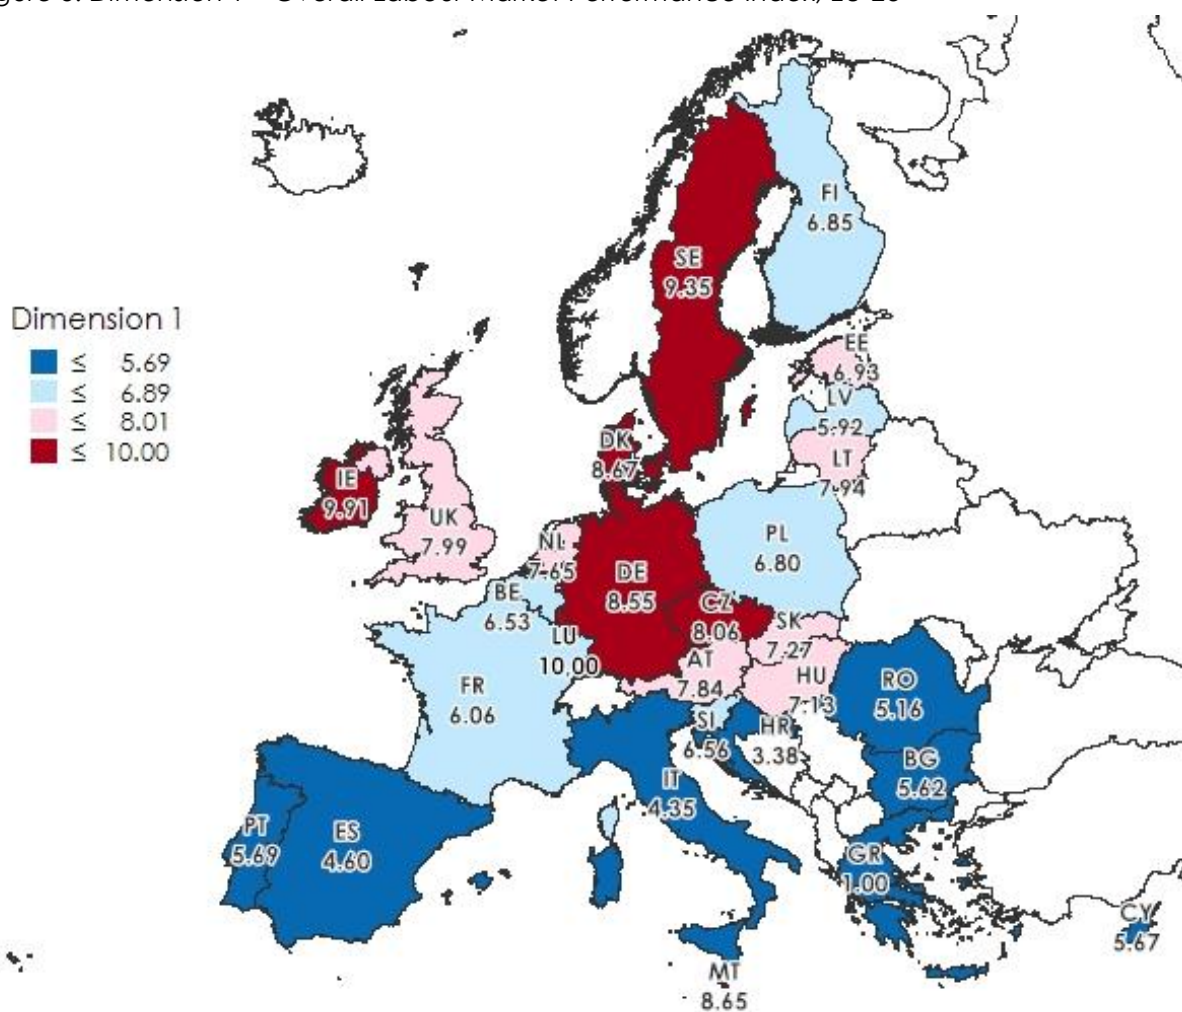 Dimension 1
≤ 5.69
≤ 6.89
≤ 8.01
≤ 10.00
FI
6.85
SE
9.35
EE
6.93
LV
5.92
LT
7.94
DK
8.67
IE
9.91
UK
7.99
NL
7.65
PL
6.80
DE
8.55
BE
6.53
CZ
8.06
LU
10.00
SK
7.27
AT
7.84
HU
7.13
FR
6.06
RO
5.16
SI
6.56
HR
3.38
BG
5.62
IT
4.35
PT
5.69
ES
4.60
GR
1.00
CY
5.67
MT
8.65